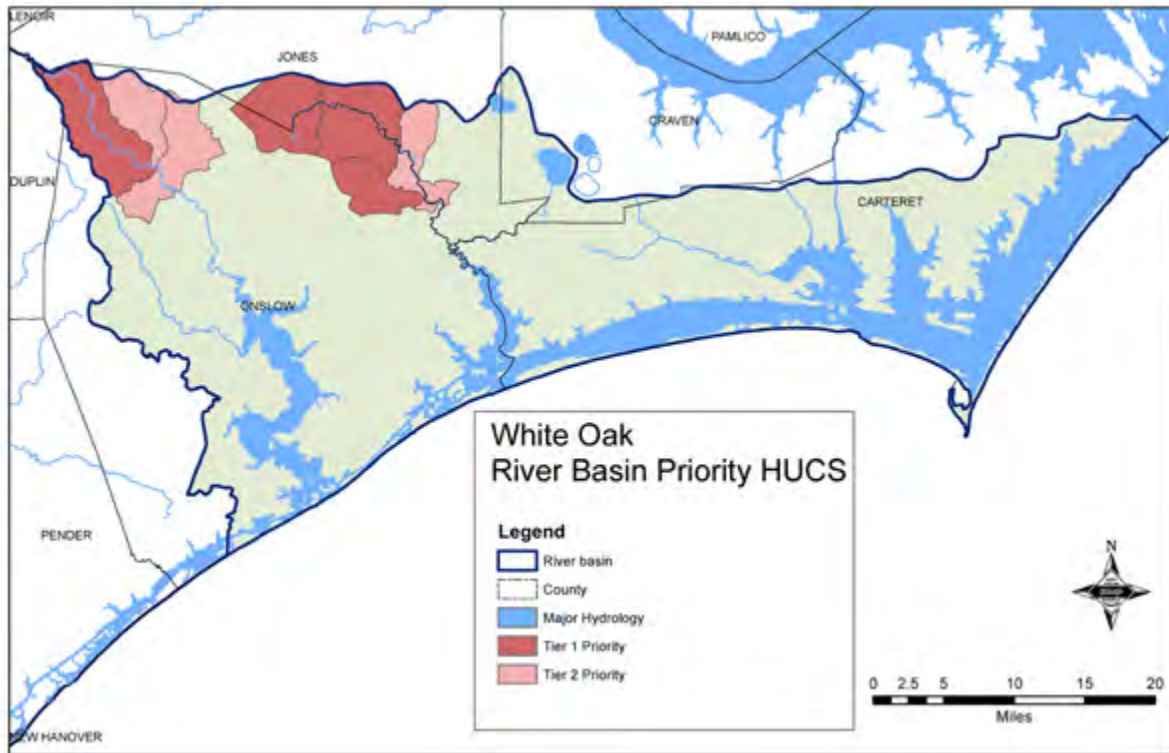 LENOIR
JONES
PAMLICO
CRAVEN
DUPLIN
CARTERET
ONSLOW
PENDER
NEW HANOVER
White Oak
River Basin Priority HUCS
Legend
River basin
County
Major Hydrology
Tier 1 Priority
Tier 2 Priority
N
0 2.5 5 10 15 20
Miles